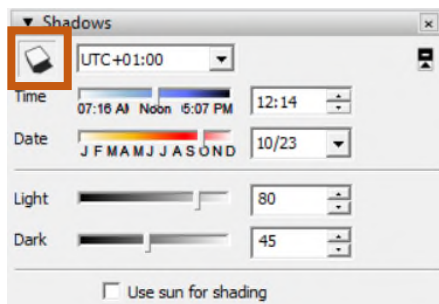 Shadows
UTC+01:00
Time 07:16 AM Noon 5:07 PM 12:14
Date J F M A M J J A S O N D 10/23
Light 80
Dark 45
Use sun for shading